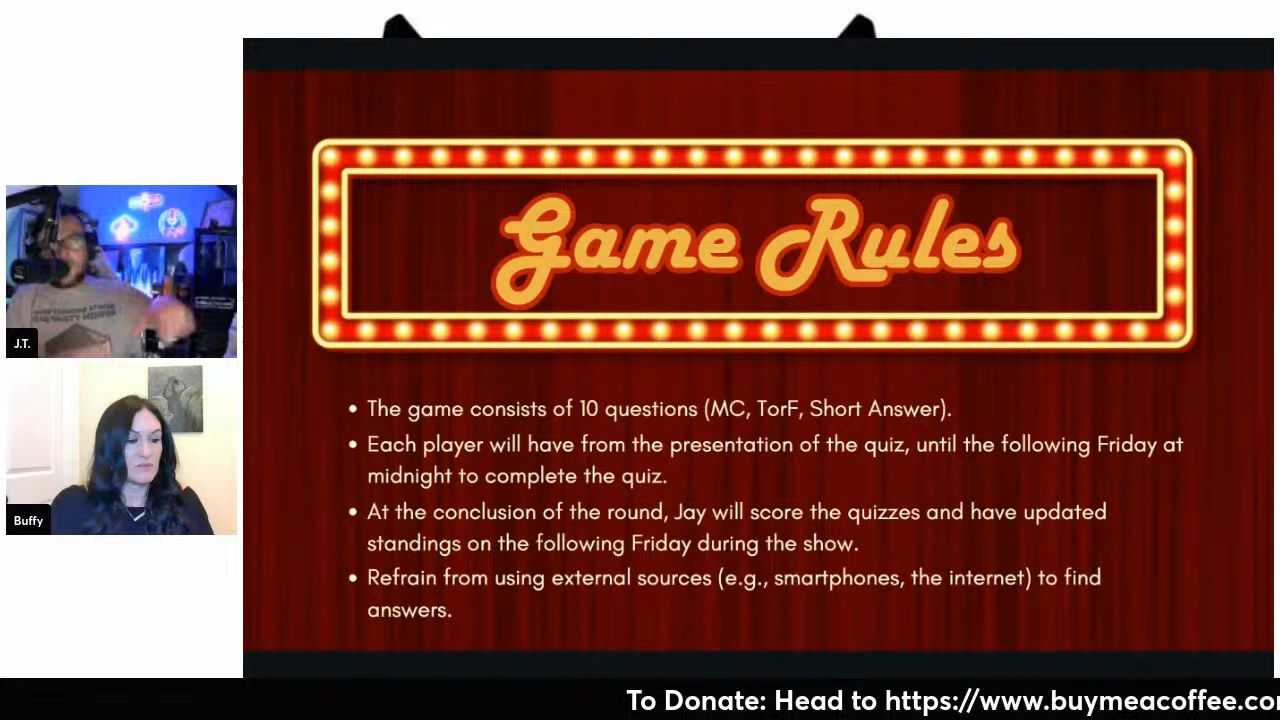 Game Rules
• The game consists of 10 questions (MC, TorF, Short Answer).
• Each player will have from the presentation of the quiz, until the following Friday at
midnight to complete the quiz.
• At the conclusion of the round, Jay will score the quizzes and have updated
standings on the following Friday during the show.
• Refrain from using external sources (e.g., smartphones, the internet) to find
answers.
J.T.
Buffy
To Donate: Head to https://www.buymeacoffee.co